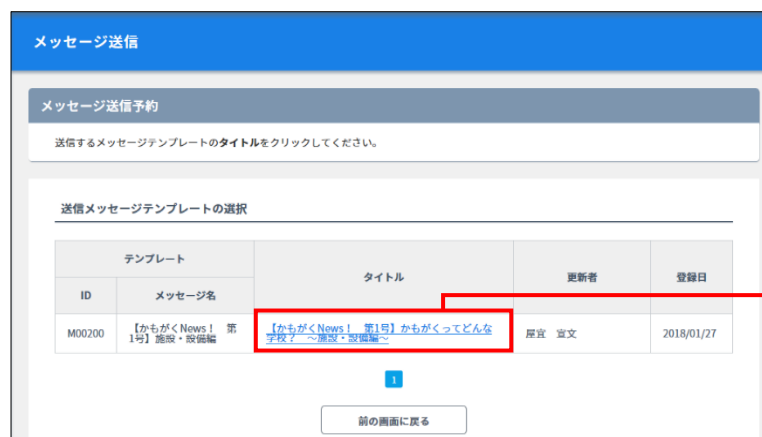 メッセージ送信
メッセージ送信予約
送信するメッセージテンプレートのタイトルをクリックしてください。
送信メッセージテンプレートの選択
テンプレート
タイトル
更新者
登録日
ID
メッセージ名
M00200
【かもがくNews！　第
1号】施設・設備編
【かもがくNews！　第1号】かもがくってどんな
学校？　～施設・設備編～
屋宜　宣文
2018/01/27
1
前の画面に戻る